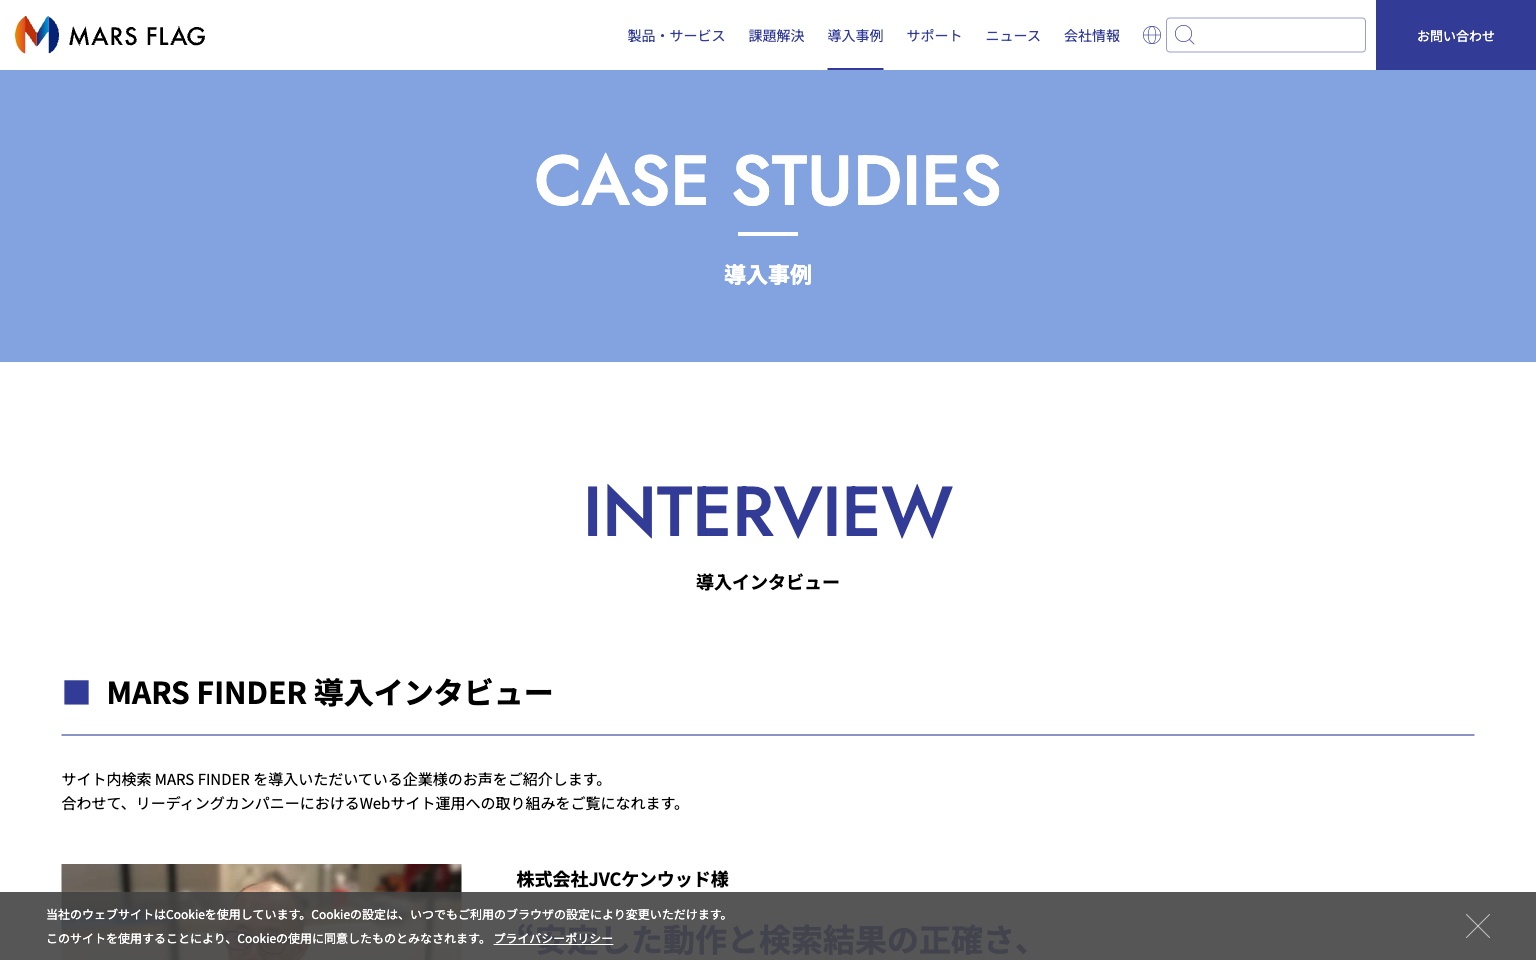 MARS FLAG
製品・サービス 課題解決 導入事例 サポート ニュース 会社情報 お問い合わせ
CASE STUDIES
導入事例
INTERVIEW
導入インタビュー
MARS FINDER 導入インタビュー
サイト内検索 MARS FINDER を導入いただいている企業様のお声をご紹介します。
合わせて、リーディングカンパニーにおけるWebサイト運用への取り組みをご覧になれます。
株式会社JVCケンウッド様
“安定した動作と検索結果の正確さ、
当社のウェブサイトはCookieを使用しています。Cookieの設定は、いつでもご利用のブラウザの設定により変更いただけます。
このサイトを使用することにより、Cookieの使用に同意したものとみなされます。 プライバシーポリシー